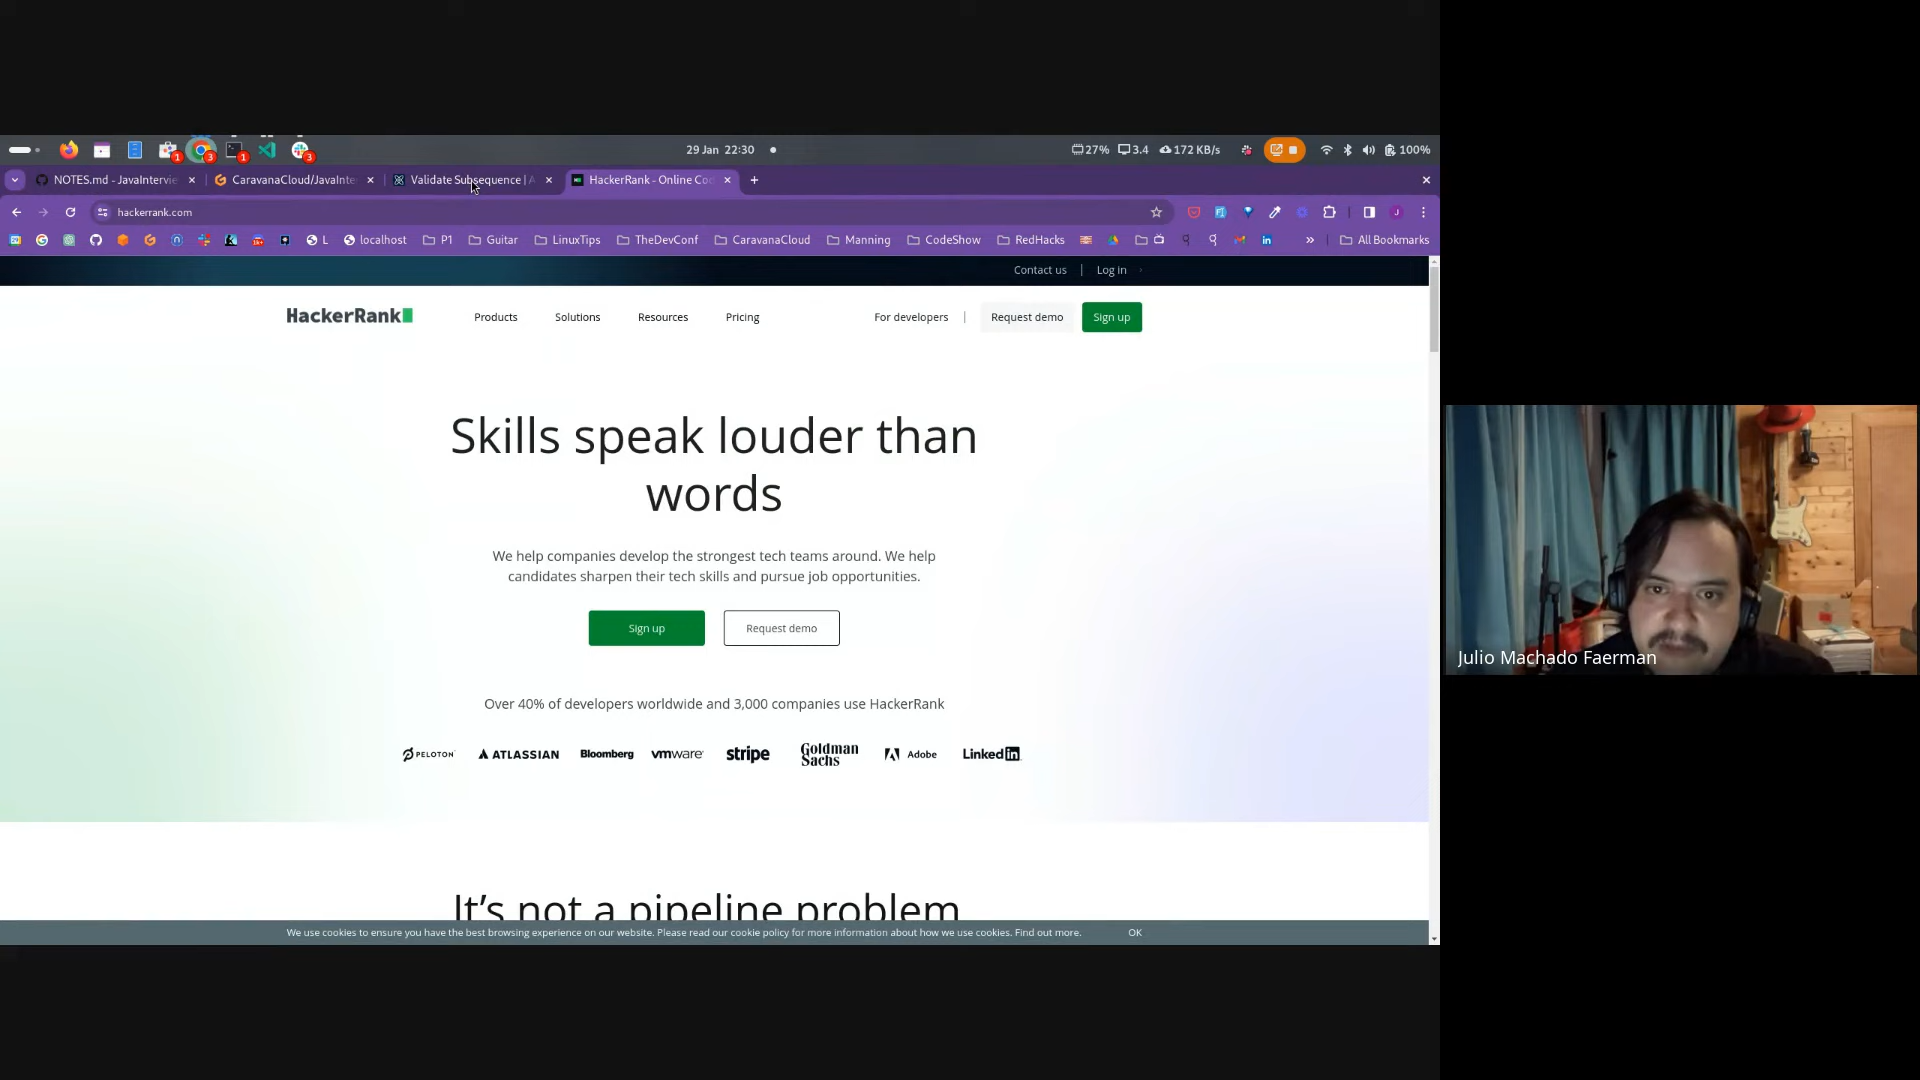 29 Jan 22:30
27%
3.4
172 KB/s
100%
NOTES.md - JavaIntervie
CaravanaCloud/JavaInte
Validate Subsequence | A
HackerRank - Online Coc
hackerrank.com
L
localhost
P1
Guitar
LinuxTips
TheDevConf
CaravanaCloud
Manning
CodeShow
RedHacks
All Bookmarks
Contact us | Log in
HackerRank
Products
Solutions
Resources
Pricing
For developers |
Request demo
Sign up
Skills speak louder than
words
We help companies develop the strongest tech teams around. We help
candidates sharpen their tech skills and pursue job opportunities.
Sign up
Request demo
Over 40% of developers worldwide and 3,000 companies use HackerRank
PELOTON
ATLASSIAN
Bloomberg
vmware
stripe
Goldman
Sachs
Adobe
Linked in
It's not a pipeline problem
We use cookies to ensure you have the best browsing experience on our website. Please read our cookie policy for more information about how we use cookies. Find out more.
OK
Julio Machado Faerman